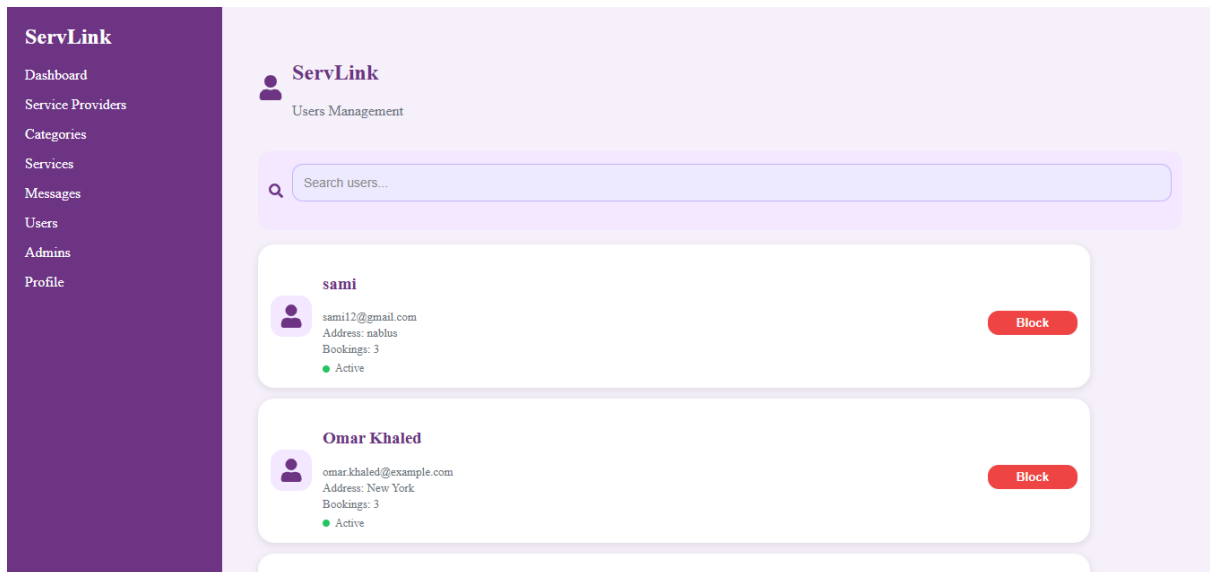 ServLink
Dashboard
Service Providers
Categories
Services
Messages
Users
Admins
Profile
ServLink
Users Management
Search users...
sami
sami12@gmail.com
Address: nablus
Bookings: 3
Active
Block
Omar Khaled
omar.khaled@example.com
Address: New York
Bookings: 3
Active
Block